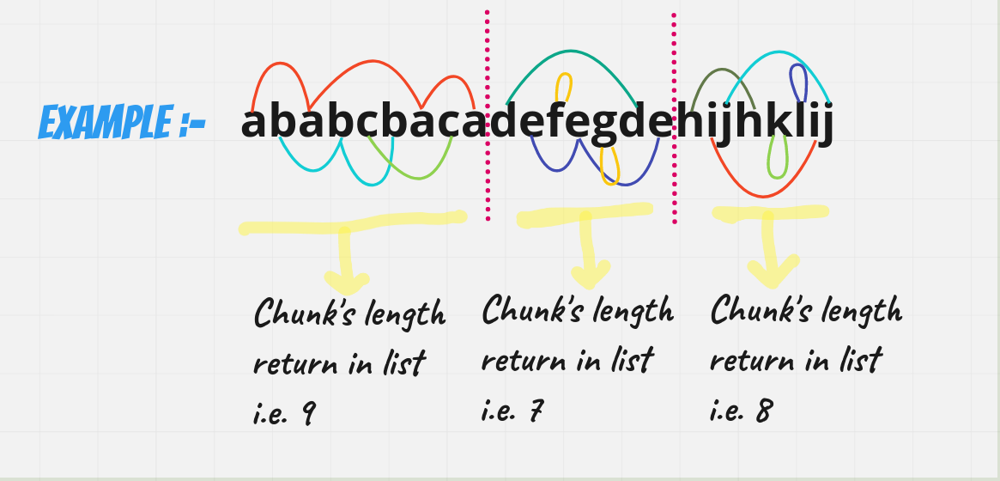 EXAMPLE :- ababcbacadefegdehijhklij
Chunk's length
return in list
i.e. 9
Chunk's length
return in list
i.e. 7
Chunk's length
return in list
i.e. 8